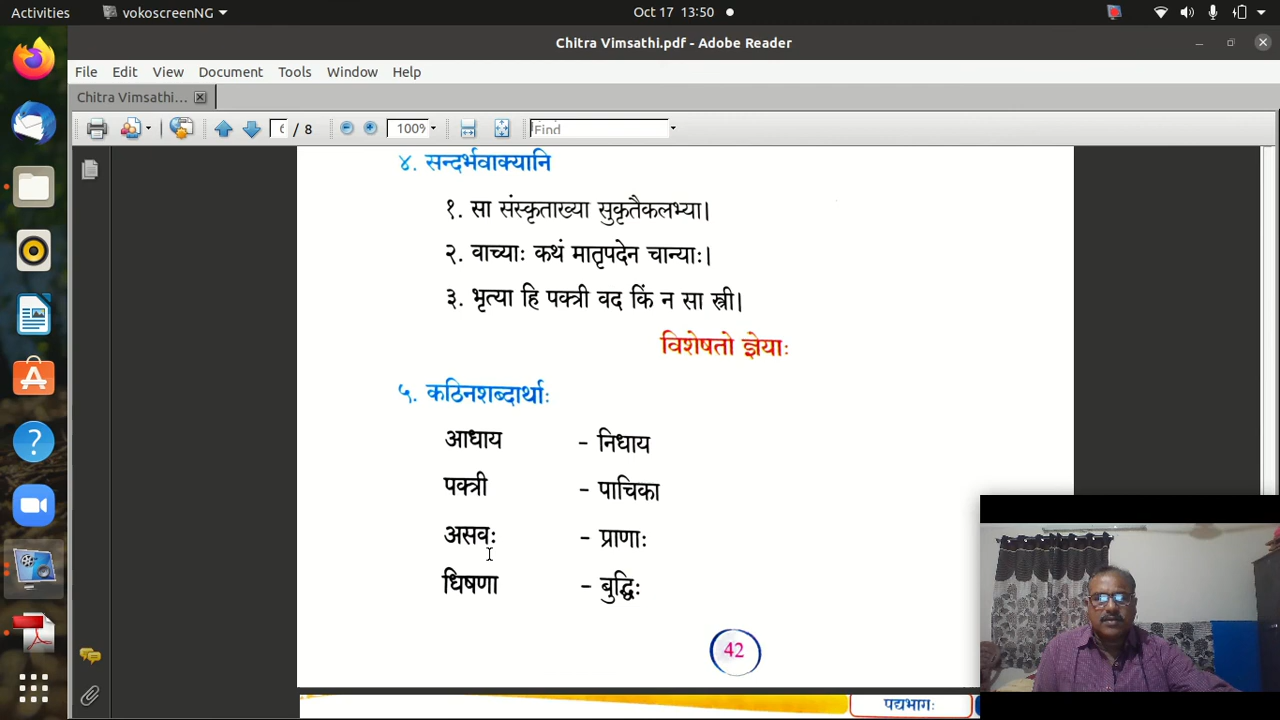 Activities vokoscreenNG Oct 17 13:50
Chitra Vimsathi.pdf - Adobe Reader
File Edit View Document Tools Window Help
Chitra Vimsathi...
6 / 8 100% Find
४. सन्दर्भवाक्यानि
१. सा संस्कृताख्या सुकृतैकलभ्या।
२. वाच्याः कथं मातृपदेन चान्याः।
३. भृत्या हि पक्त्री वद किं न सा स्त्री।
विशेषतो ज्ञेयाः
५. कठिनशब्दार्थाः
आधाय - निधाय
पक्त्री - पाचिका
असवः - प्राणाः
धिषणा - बुद्धिः
42
पद्यभागः